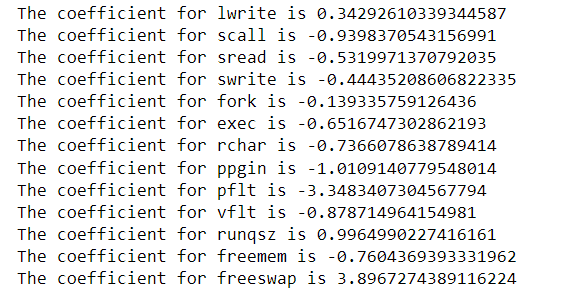 The coefficient for lwrite is 0.34292610339344587
The coefficient for scall is -0.9398370543156991
The coefficient for sread is -0.5319971379792035
The coefficient for swrite is -0.44435208606822335
The coefficient for fork is -0.139335759126436
The coefficient for exec is -0.6516747302862193
The coefficient for rchar is -0.7366078638789414
The coefficient for ppgin is -1.0109140779548014
The coefficient for pflt is -3.3483407304567794
The coefficient for vflt is -0.878714964154981
The coefficient for runqsz is 0.9964990227416161
The coefficient for freemem is -0.7604369393331962
The coefficient for freeswap is 3.8967274389116224